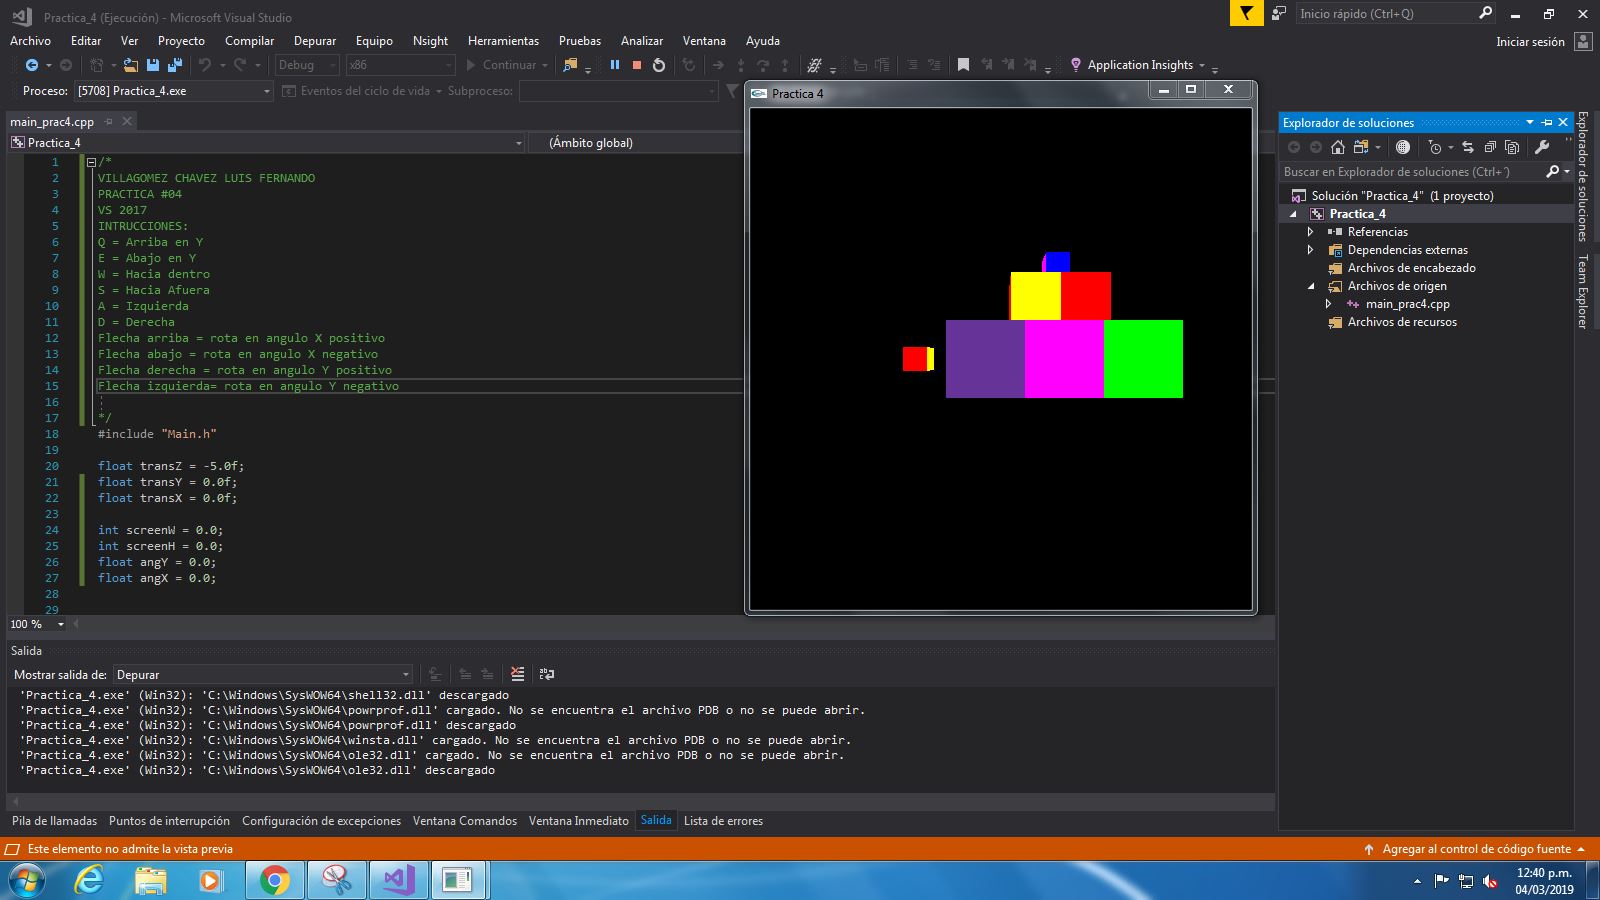 Practica_4 (Ejecución) - Microsoft Visual Studio
Inicio rápido (Ctrl+Q)
Archivo Editar Ver Proyecto Compilar Depurar Equipo Nsight Herramientas Pruebas Analizar Ventana Ayuda
Iniciar sesión
Debug x86 Continuar Application Insights
Proceso: [5708] Practica_4.exe Eventos del ciclo de vida Subproceso:
main_prac4.cpp
Practica_4 (Ámbito global)
1 /*
2 VILLAGOMEZ CHAVEZ LUIS FERNANDO
3 PRACTICA #04
4 VS 2017
5 INTRUCCIONES:
6 Q = Arriba en Y
7 E = Abajo en Y
8 W = Hacia dentro
9 S = Hacia Afuera
10 A = Izquierda
11 D = Derecha
12 Flecha arriba = rota en angulo X positivo
13 Flecha abajo = rota en angulo X negativo
14 Flecha derecha = rota en angulo Y positivo
15 Flecha izquierda= rota en angulo Y negativo
16
17 */
18 #include "Main.h"
19
20 float transZ = -5.0f;
21 float transY = 0.0f;
22 float transX = 0.0f;
23
24 int screenW = 0.0;
25 int screenH = 0.0;
26 float angY = 0.0;
27 float angX = 0.0;
28
29
100 %
Practica 4
Explorador de soluciones
Buscar en Explorador de soluciones (Ctrl+´)
Solución "Practica_4" (1 proyecto)
Practica_4
Referencias
Dependencias externas
Archivos de encabezado
Archivos de origen
main_prac4.cpp
Archivos de recursos
Explorador de soluciones
Team Explorer
Salida
Mostrar salida de: Depurar
'Practica_4.exe' (Win32): 'C:\Windows\SysWOW64\shell32.dll' descargado
'Practica_4.exe' (Win32): 'C:\Windows\SysWOW64\powrprof.dll' cargado. No se encuentra el archivo PDB o no se puede abrir.
'Practica_4.exe' (Win32): 'C:\Windows\SysWOW64\powrprof.dll' descargado
'Practica_4.exe' (Win32): 'C:\Windows\SysWOW64\winsta.dll' cargado. No se encuentra el archivo PDB o no se puede abrir.
'Practica_4.exe' (Win32): 'C:\Windows\SysWOW64\ole32.dll' cargado. No se encuentra el archivo PDB o no se puede abrir.
'Practica_4.exe' (Win32): 'C:\Windows\SysWOW64\ole32.dll' descargado
Pila de llamadas Puntos de interrupción Configuración de excepciones Ventana Comandos Ventana Inmediato Salida Lista de errores
Este elemento no admite la vista previa
Agregar al control de código fuente
12:40 p.m.
04/03/2019